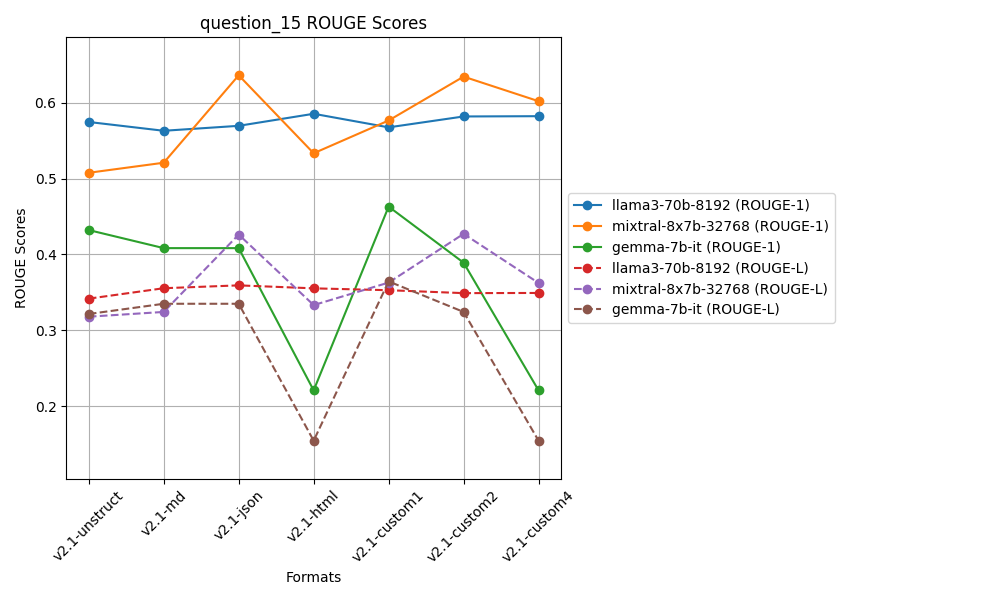 question_15 ROUGE Scores
ROUGE Scores
0.6
0.5
0.4
0.3
0.2
v2.1-unstruct
v2.1-md
v2.1-json
v2.1-html
v2.1-custom1
v2.1-custom2
v2.1-custom4
Formats
llama3-70b-8192 (ROUGE-1)
mixtral-8x7b-32768 (ROUGE-1)
gemma-7b-it (ROUGE-1)
llama3-70b-8192 (ROUGE-L)
mixtral-8x7b-32768 (ROUGE-L)
gemma-7b-it (ROUGE-L)